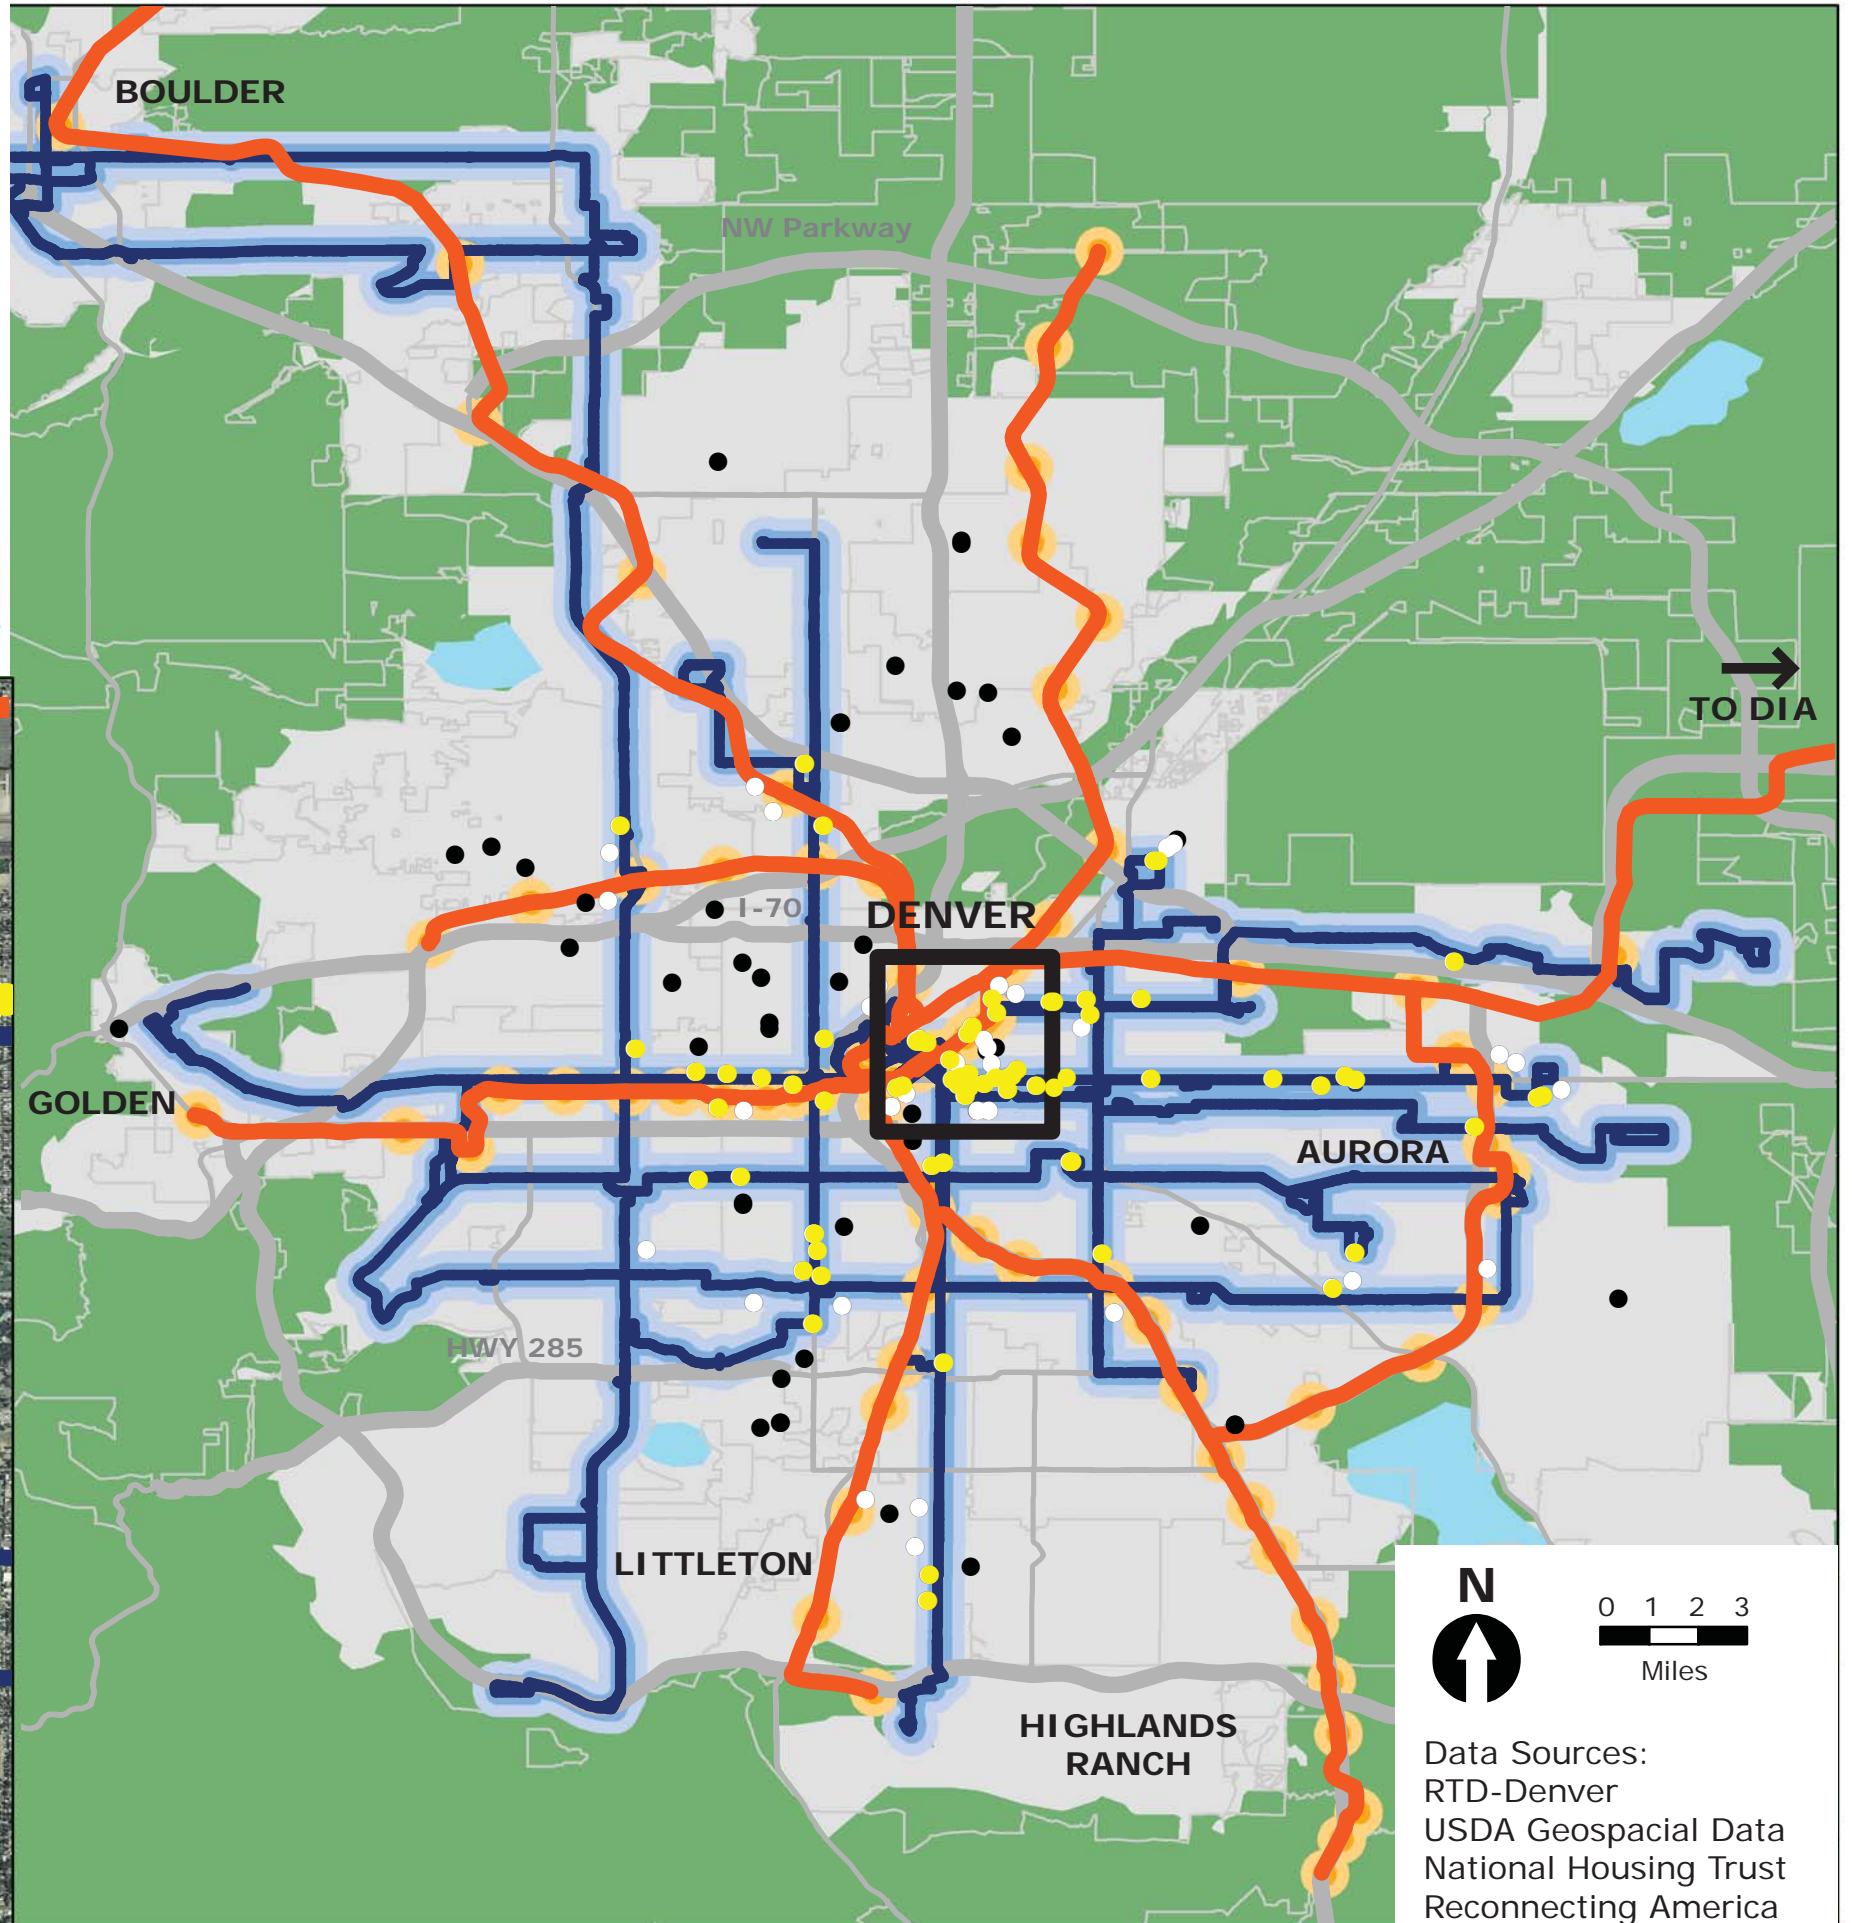 BOULDER
NW Parkway
TO DIA
I-70
DENVER
GOLDEN
AURORA
HWY 285
LITTLETON
HIGHLANDS
RANCH
N
0 1 2 3
Miles
Data Sources:
RTD-Denver
USDA Geospacial Data
National Housing Trust
Reconnecting America